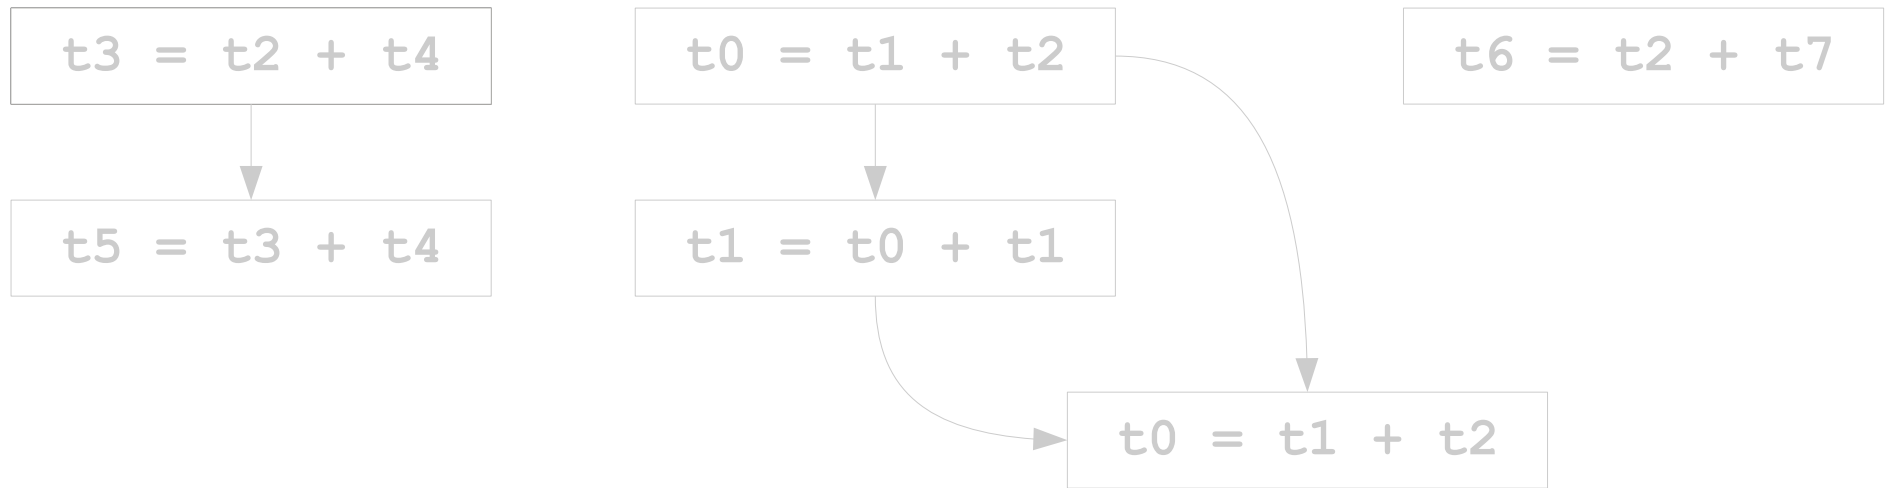 t3 = t2 + t4
t0 = t1 + t2
t6 = t2 + t7
t5 = t3 + t4
t1 = t0 + t1
t0 = t1 + t2